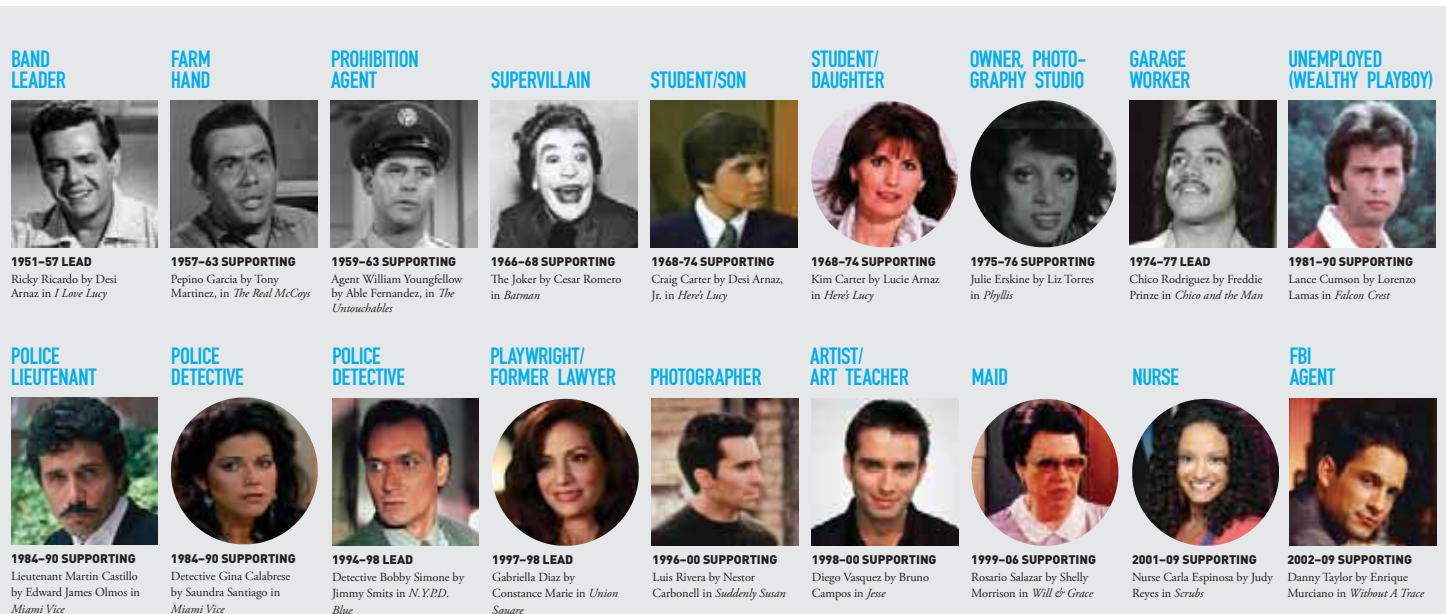 BAND
LEADER
1951–57 LEAD
Ricky Ricardo by Desi
Arnaz in I Love Lucy
FARM
HAND
1957–63 SUPPORTING
Pepino Garcia by Tony
Martinez, in The Real McCoys
PROHIBITION
AGENT
1959–63 SUPPORTING
Agent William Youngfellow
by Able Fernandez, in The
Untouchables
SUPERVILLAIN
1966–68 SUPPORTING
The Joker by Cesar Romero
in Batman
STUDENT/SON
1968-74 SUPPORTING
Craig Carter by Desi Arnaz,
Jr. in Here's Lucy
STUDENT/
DAUGHTER
1968–74 SUPPORTING
Kim Carter by Lucie Arnaz
in Here's Lucy
OWNER, PHOTO-
GRAPHY STUDIO
1975–76 SUPPORTING
Julie Erskine by Liz Torres
in Phyllis
GARAGE
WORKER
1974–77 LEAD
Chico Rodriguez by Freddie
Prinze in Chico and the Man
UNEMPLOYED
(WEALTHY PLAYBOY)
1981–90 SUPPORTING
Lance Cumson by Lorenzo
Lamas in Falcon Crest
POLICE
LIEUTENANT
1984–90 SUPPORTING
Lieutenant Martin Castillo
by Edward James Olmos in
Miami Vice
POLICE
DETECTIVE
1984–90 SUPPORTING
Detective Gina Calabrese
by Saundra Santiago in
Miami Vice
POLICE
DETECTIVE
1994–98 LEAD
Detective Bobby Simone by
Jimmy Smits in N.Y.P.D.
Blue
PLAYWRIGHT/
FORMER LAWYER
1997–98 LEAD
Gabriella Diaz by
Constance Marie in Union
Square
PHOTOGRAPHER
1996–00 SUPPORTING
Luis Rivera by Nestor
Carbonell in Suddenly Susan
ARTIST/
ART TEACHER
1998–00 SUPPORTING
Diego Vasquez by Bruno
Campos in Jesse
MAID
1999–06 SUPPORTING
Rosario Salazar by Shelly
Morrison in Will & Grace
NURSE
2001–09 SUPPORTING
Nurse Carla Espinosa by Judy
Reyes in Scrubs
FBI
AGENT
2002–09 SUPPORTING
Danny Taylor by Enrique
Murciano in Without A Trace